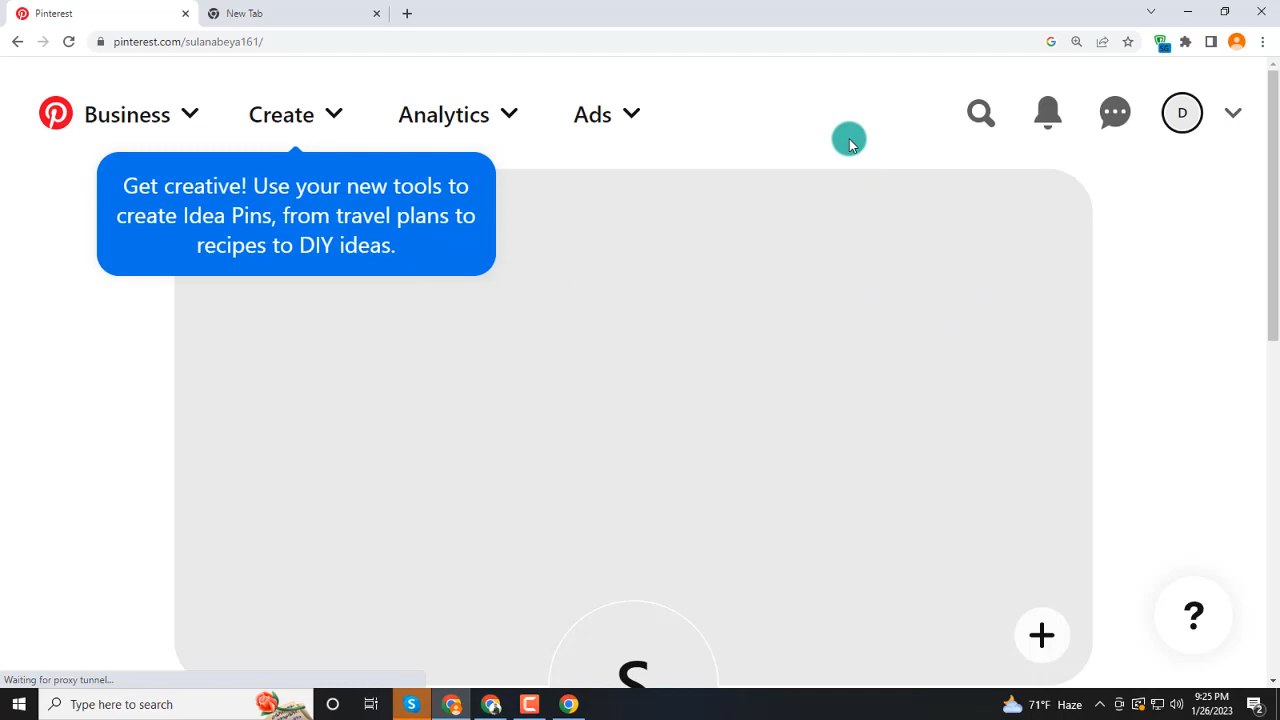 Pinterest
New Tab
pinterest.com/sulanabeya161/
Business
Create
Analytics
Ads
D
Get creative! Use your new tools to
create Idea Pins, from travel plans to
recipes to DIY ideas.
S
?
Waiting for proxy tunnel...
Type here to search
71°F Haze
9:25 PM
1/26/2023
2